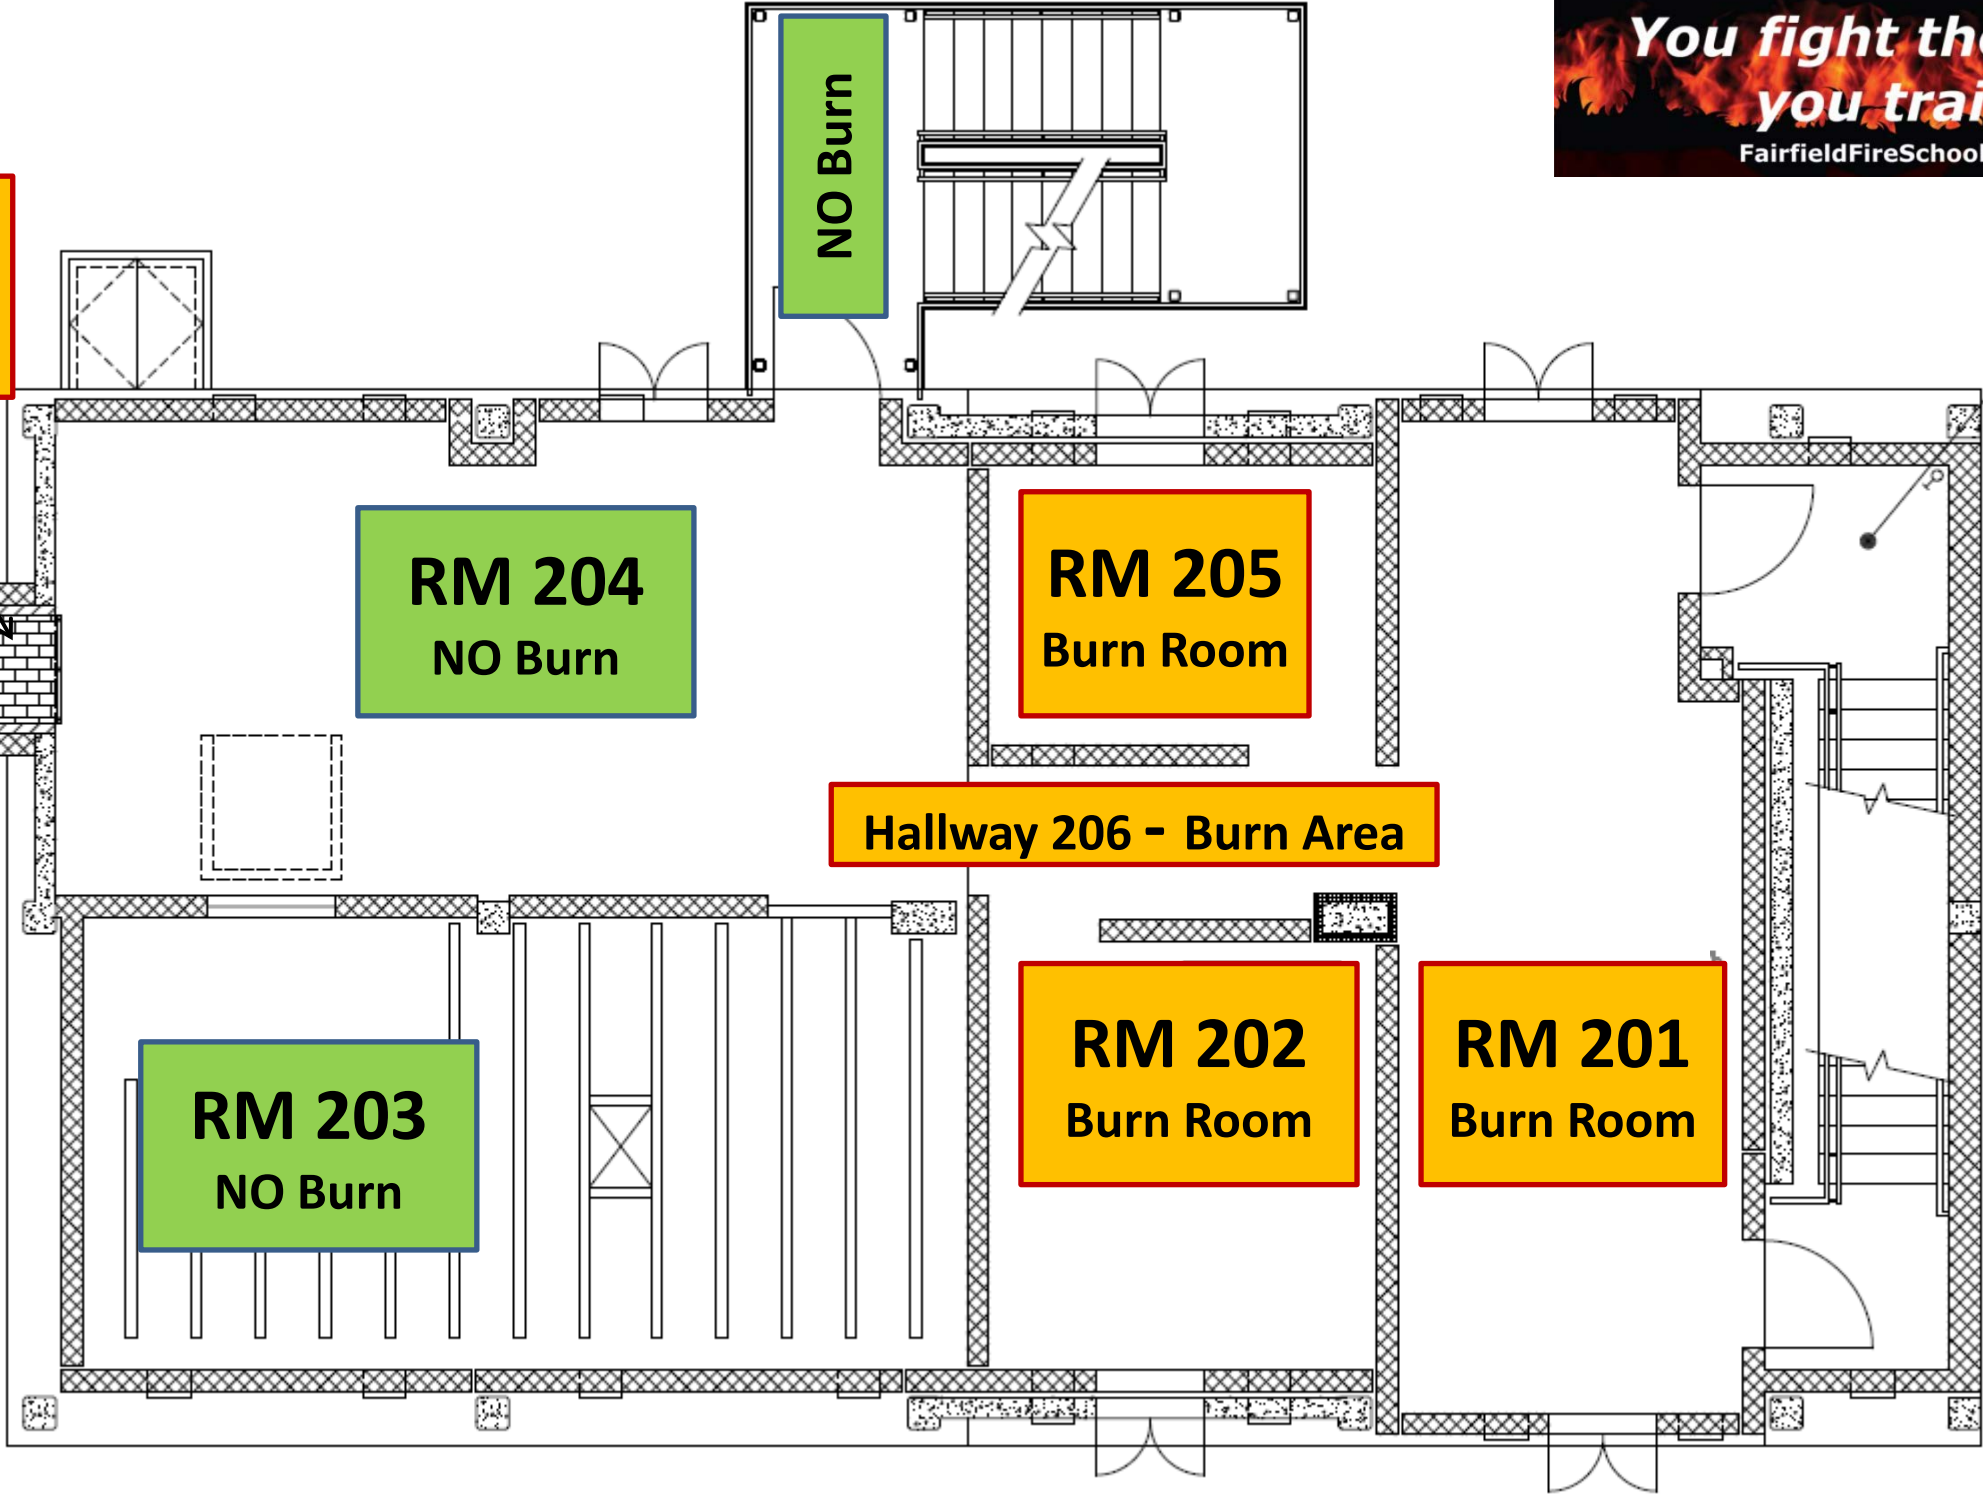 You fight the
you trai
FairfieldFireSchool
NO Burn
RM 204
NO Burn
RM 205
Burn Room
Hallway 206 - Burn Area
RM 203
NO Burn
RM 202
Burn Room
RM 201
Burn Room